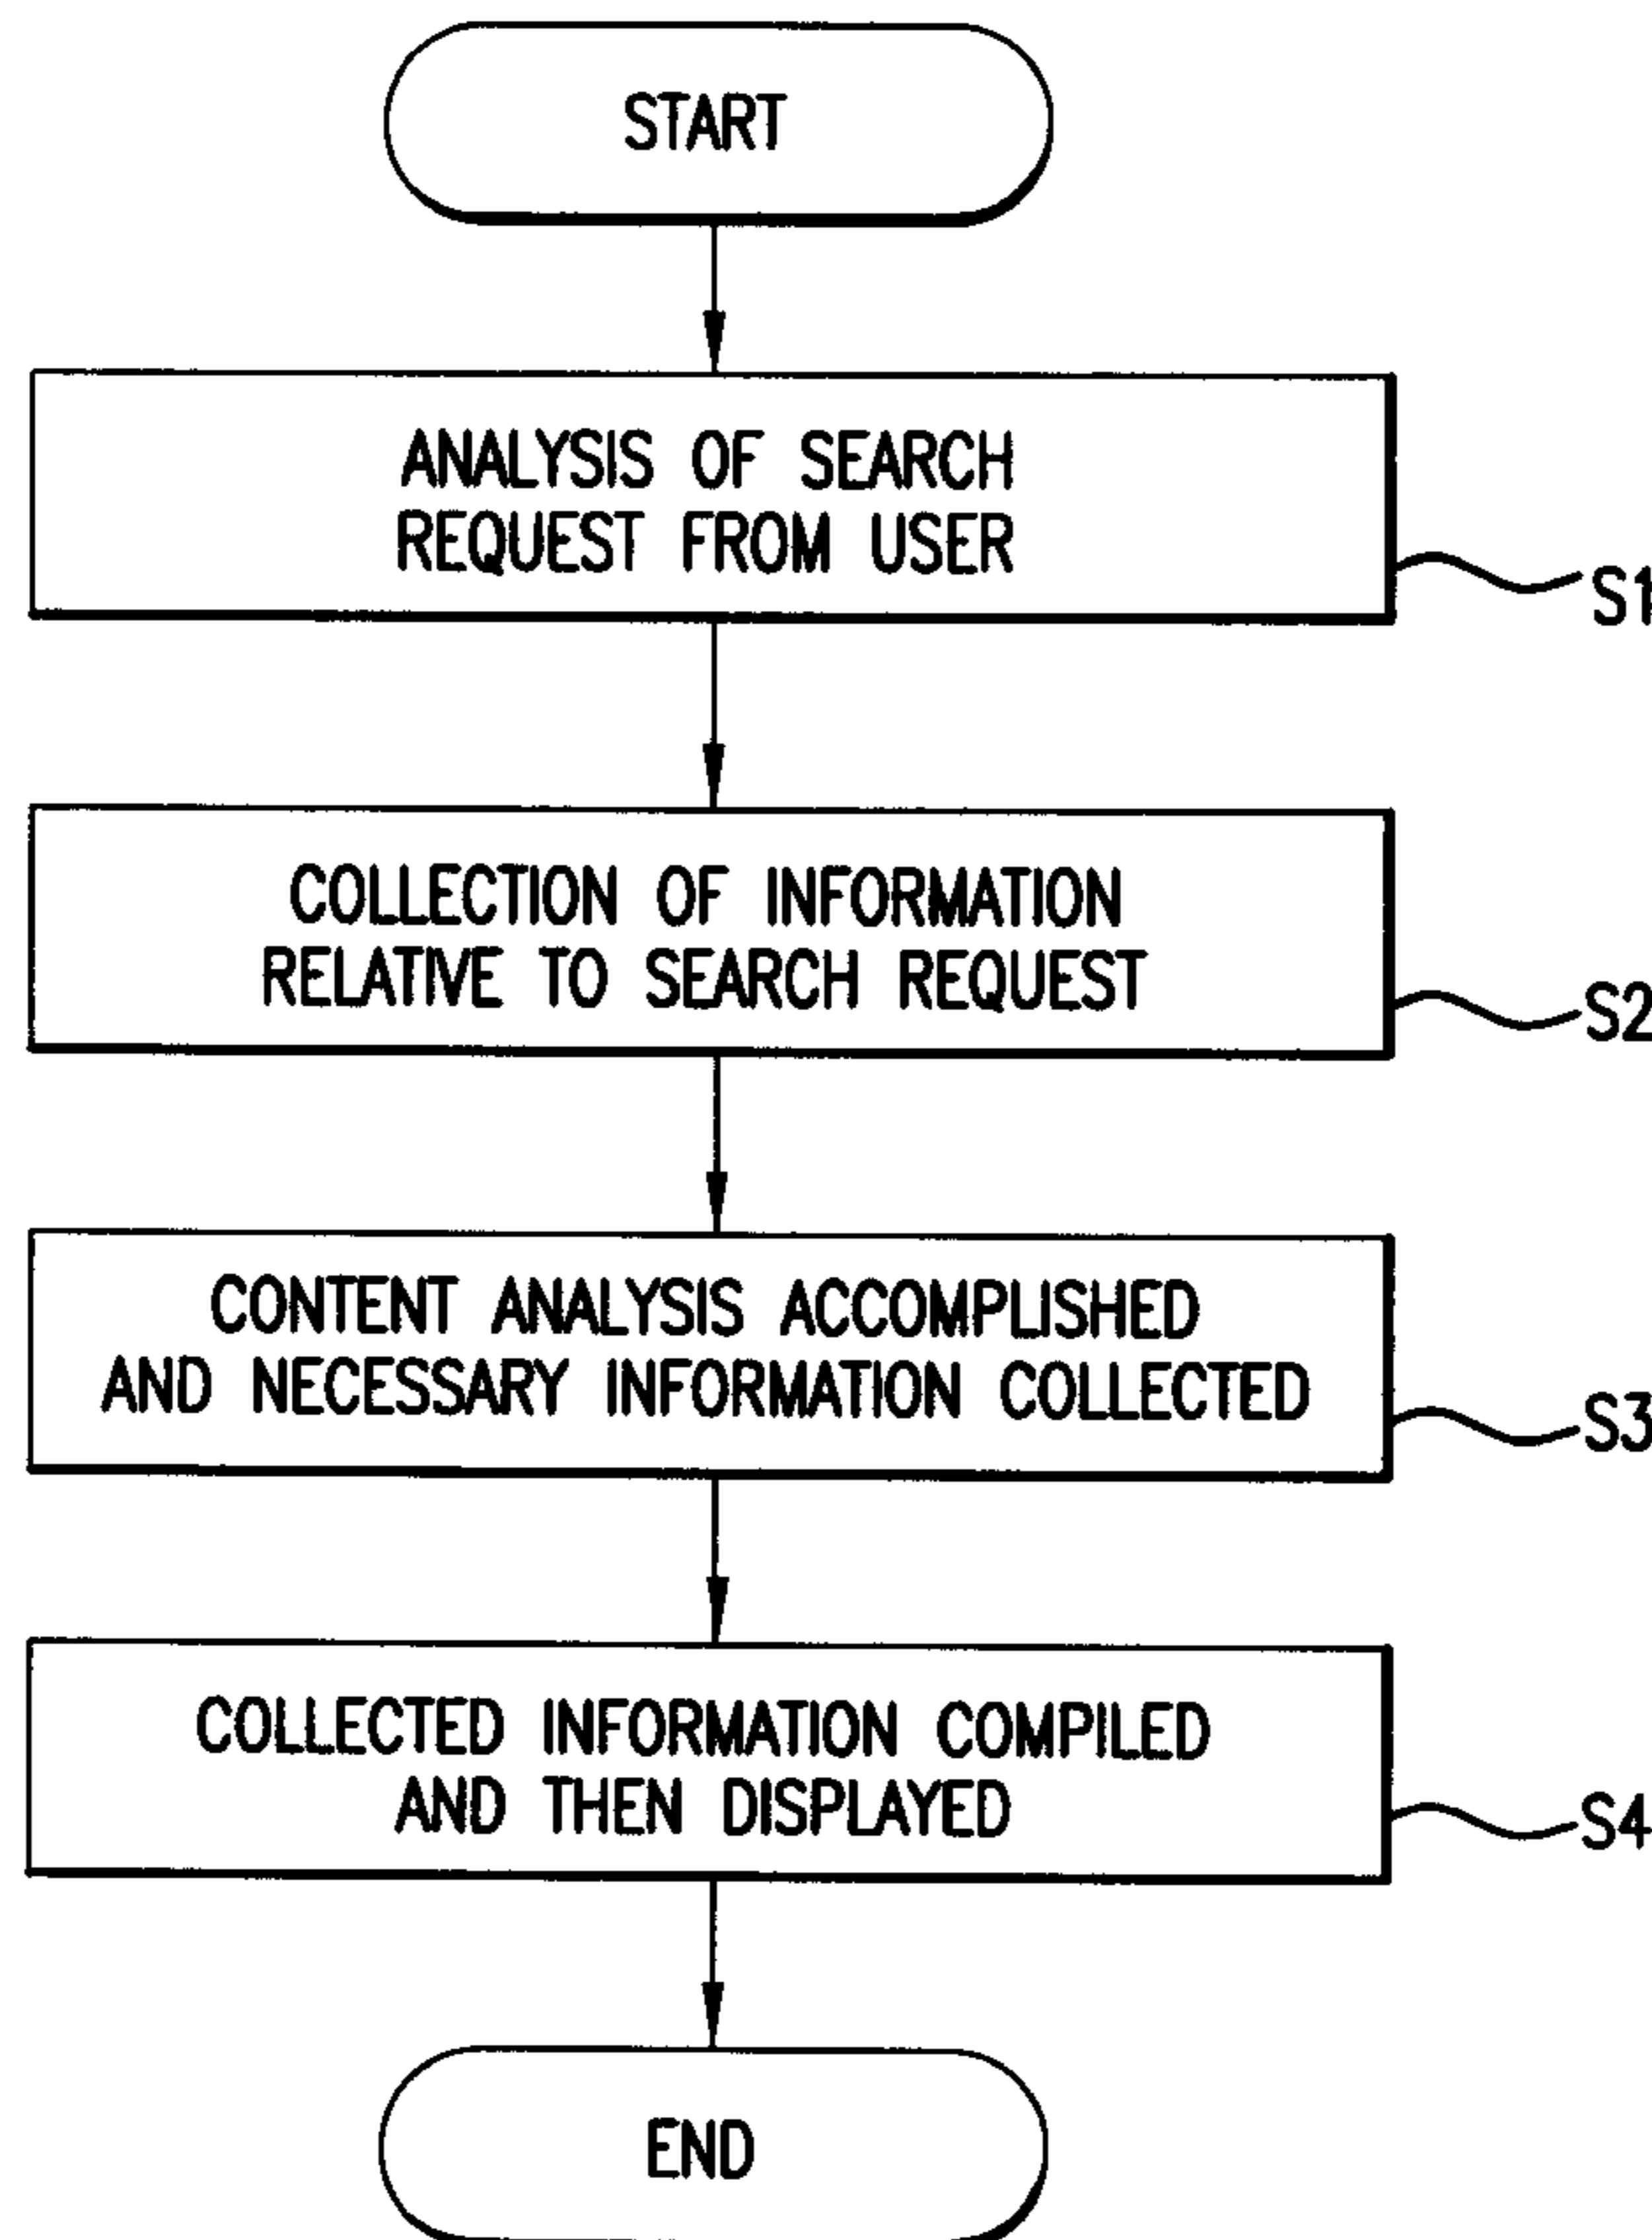 START
ANALYSIS OF SEARCH
REQUEST FROM USER
S1
COLLECTION OF INFORMATION
RELATIVE TO SEARCH REQUEST
S2
CONTENT ANALYSIS ACCOMPLISHED
AND NECESSARY INFORMATION COLLECTED
S3
COLLECTED INFORMATION COMPILED
AND THEN DISPLAYED
S4
END